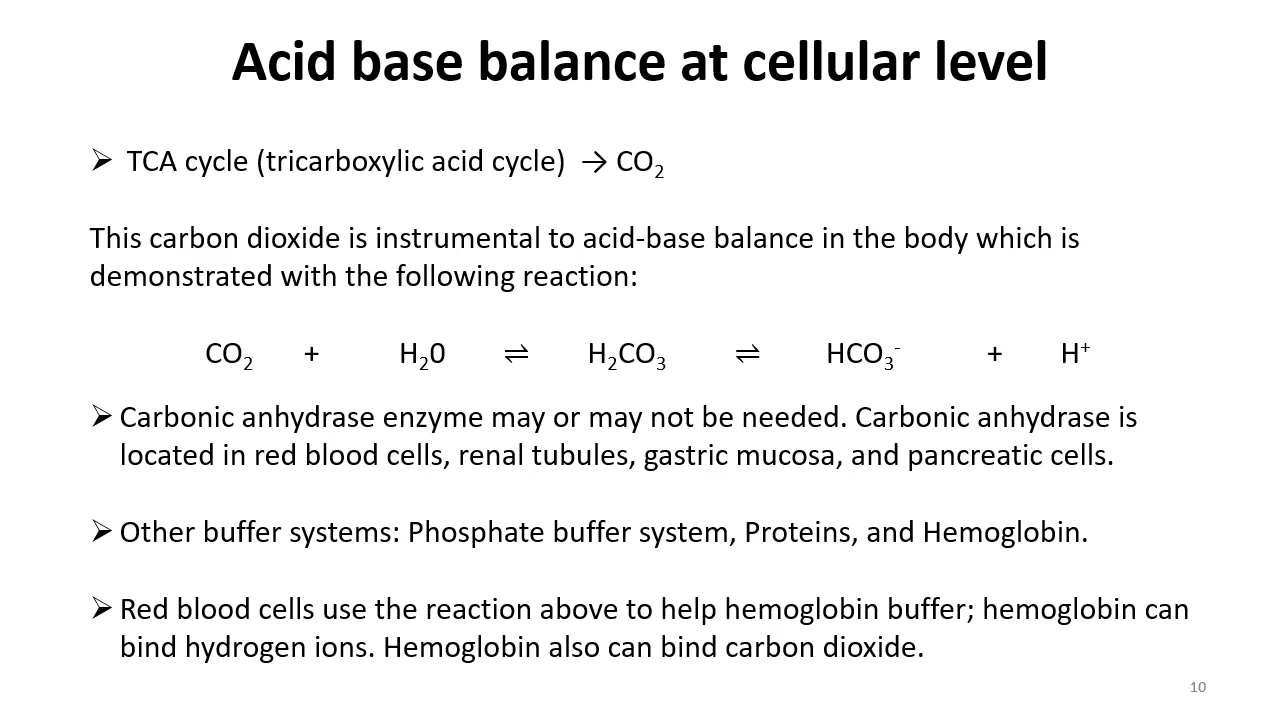 Acid base balance at cellular level
➢ TCA cycle (tricarboxylic acid cycle) → CO₂
This carbon dioxide is instrumental to acid-base balance in the body which is
demonstrated with the following reaction:
CO₂ + H₂0 ⇌ H₂CO₃ ⇌ HCO₃⁻ + H⁺
➢ Carbonic anhydrase enzyme may or may not be needed. Carbonic anhydrase is
located in red blood cells, renal tubules, gastric mucosa, and pancreatic cells.
➢ Other buffer systems: Phosphate buffer system, Proteins, and Hemoglobin.
➢ Red blood cells use the reaction above to help hemoglobin buffer; hemoglobin can
bind hydrogen ions. Hemoglobin also can bind carbon dioxide.
10